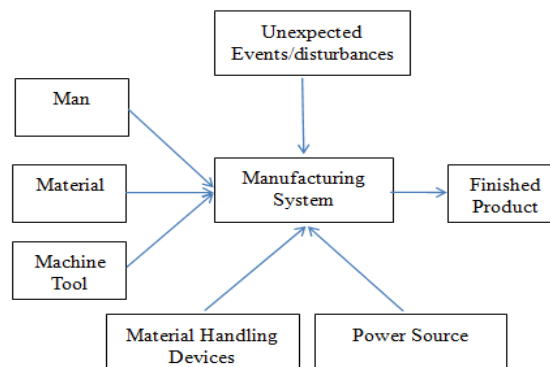 Unexpected
Events/disturbances
Man
Material
Manufacturing
System
Finished
Product
Machine
Tool
Material Handling
Devices
Power Source